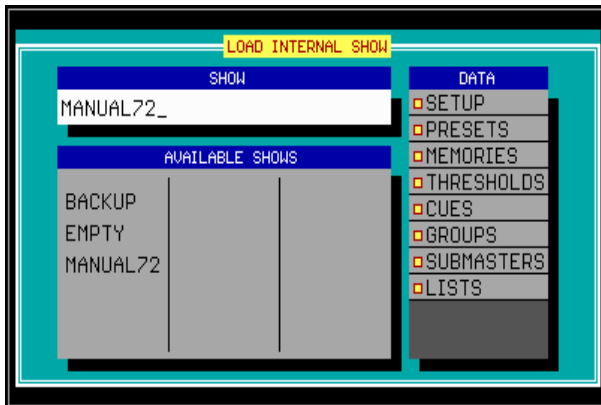 LOAD INTERNAL SHOW
SHOW
MANUAL72_
AVAILABLE SHOWS
BACKUP
EMPTY
MANUAL72
DATA
SETUP
PRESETS
MEMORIES
THRESHOLDS
CUES
GROUPS
SUBMASTERS
LISTS